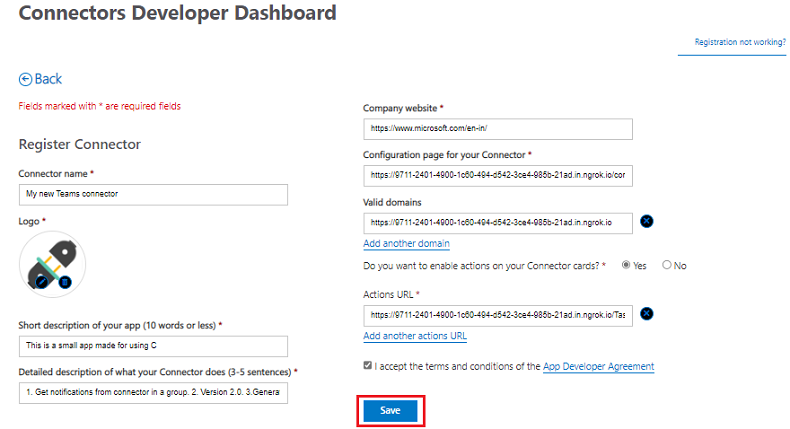 Connectors Developer Dashboard
Registration not working?
Back
Fields marked with * are required fields
Register Connector
Connector name *
My new Teams connector
Logo *
Short description of your app (10 words or less) *
This is a small app made for using C
Detailed description of what your Connector does (3-5 sentences) *
1. Get notifications from connector in a group. 2. Version 2.0. 3.Genera
Company website *
https://www.microsoft.com/en-in/
Configuration page for your Connector *
https://9711-2401-4900-1c60-494-d542-3ce4-985b-21ad.in.ngrok.io/cor
Valid domains
https://9711-2401-4900-1c60-494-d542-3ce4-985b-21ad.in.ngrok.io
Add another domain
Do you want to enable actions on your Connector cards? * Yes No
Actions URL *
https://9711-2401-4900-1c60-494-d542-3ce4-985b-21ad.in.ngrok.io/Tas
Add another actions URL
I accept the terms and conditions of the App Developer Agreement
Save